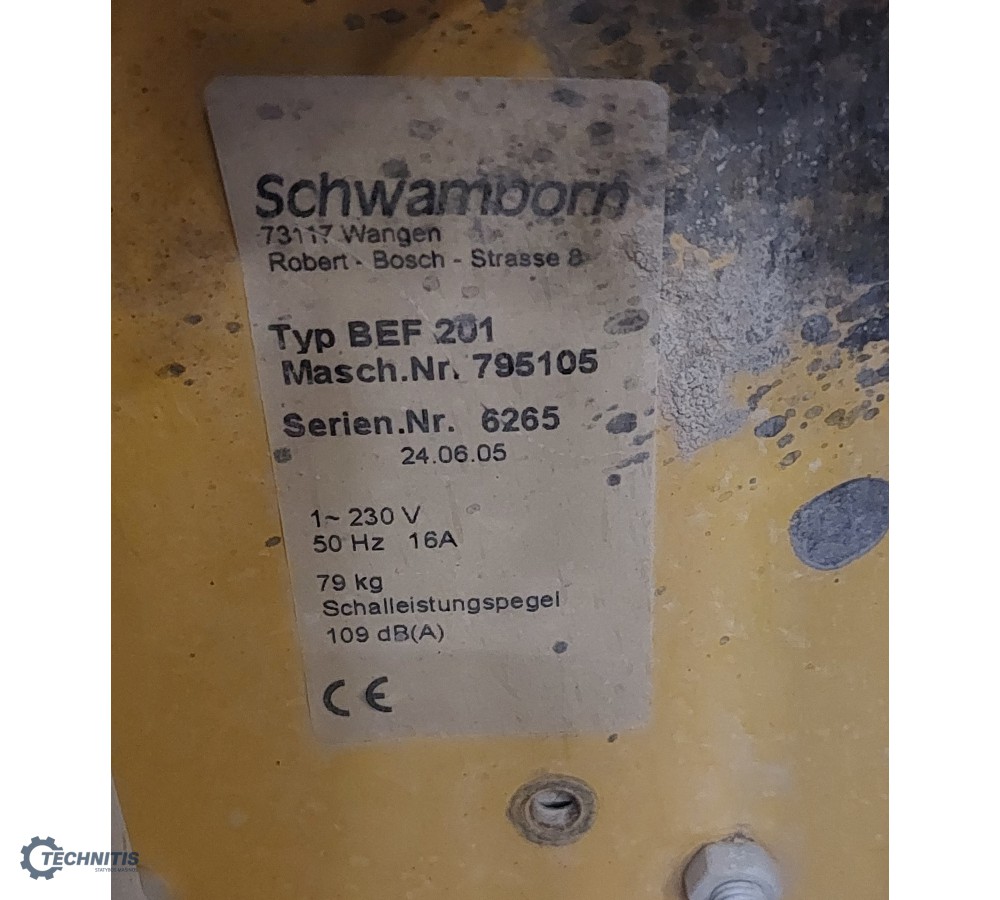 Schwamborn
73117 Wangen
Robert - Bosch - Strasse 8
Typ BEF 201
Masch.Nr. 795105
Serien.Nr. 6265
24.06.05
1~ 230 V
50 Hz 16A
79 kg
Schalleistungspegel
109 dB(A)
CE
TECHNITIS